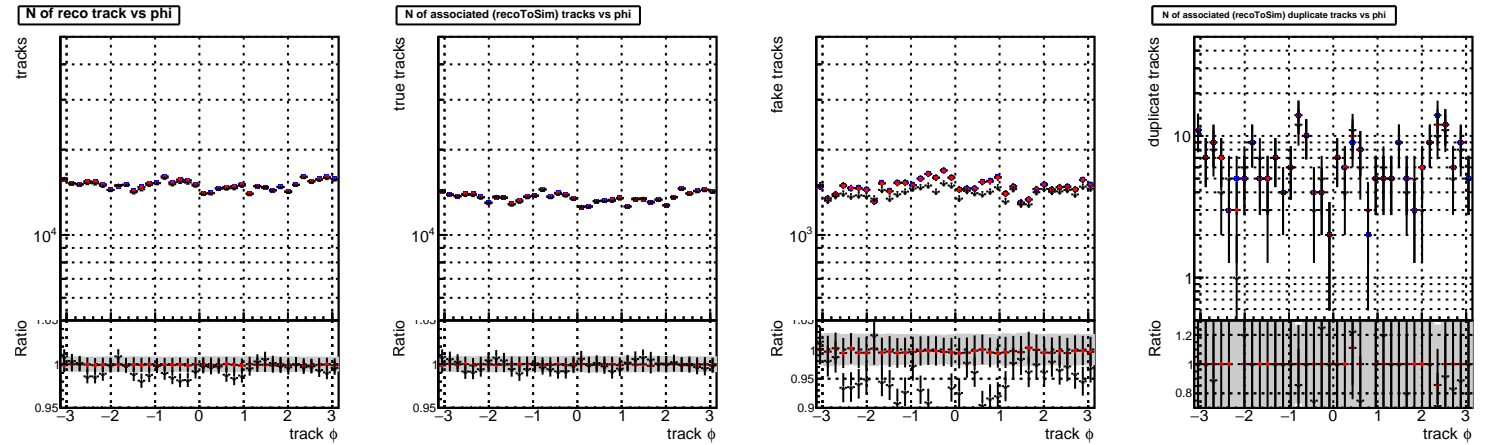 N of reco track vs phi
tracks
10^4
Ratio
1.05
1
0.95
−3 −2 −1 0 1 2 3
track ϕ
N of associated (recoToSim) tracks vs phi
true tracks
10^4
Ratio
1.05
1
0.95
−3 −2 −1 0 1 2 3
track ϕ
fake tracks
10^3
Ratio
1
0.95
0.9
−3 −2 −1 0 1 2 3
track ϕ
N of associated (recoToSim) duplicate tracks vs phi
duplicate tracks
10
1
Ratio
1.2
1.0
0.8
−3 −2 −1 0 1 2 3
track ϕ